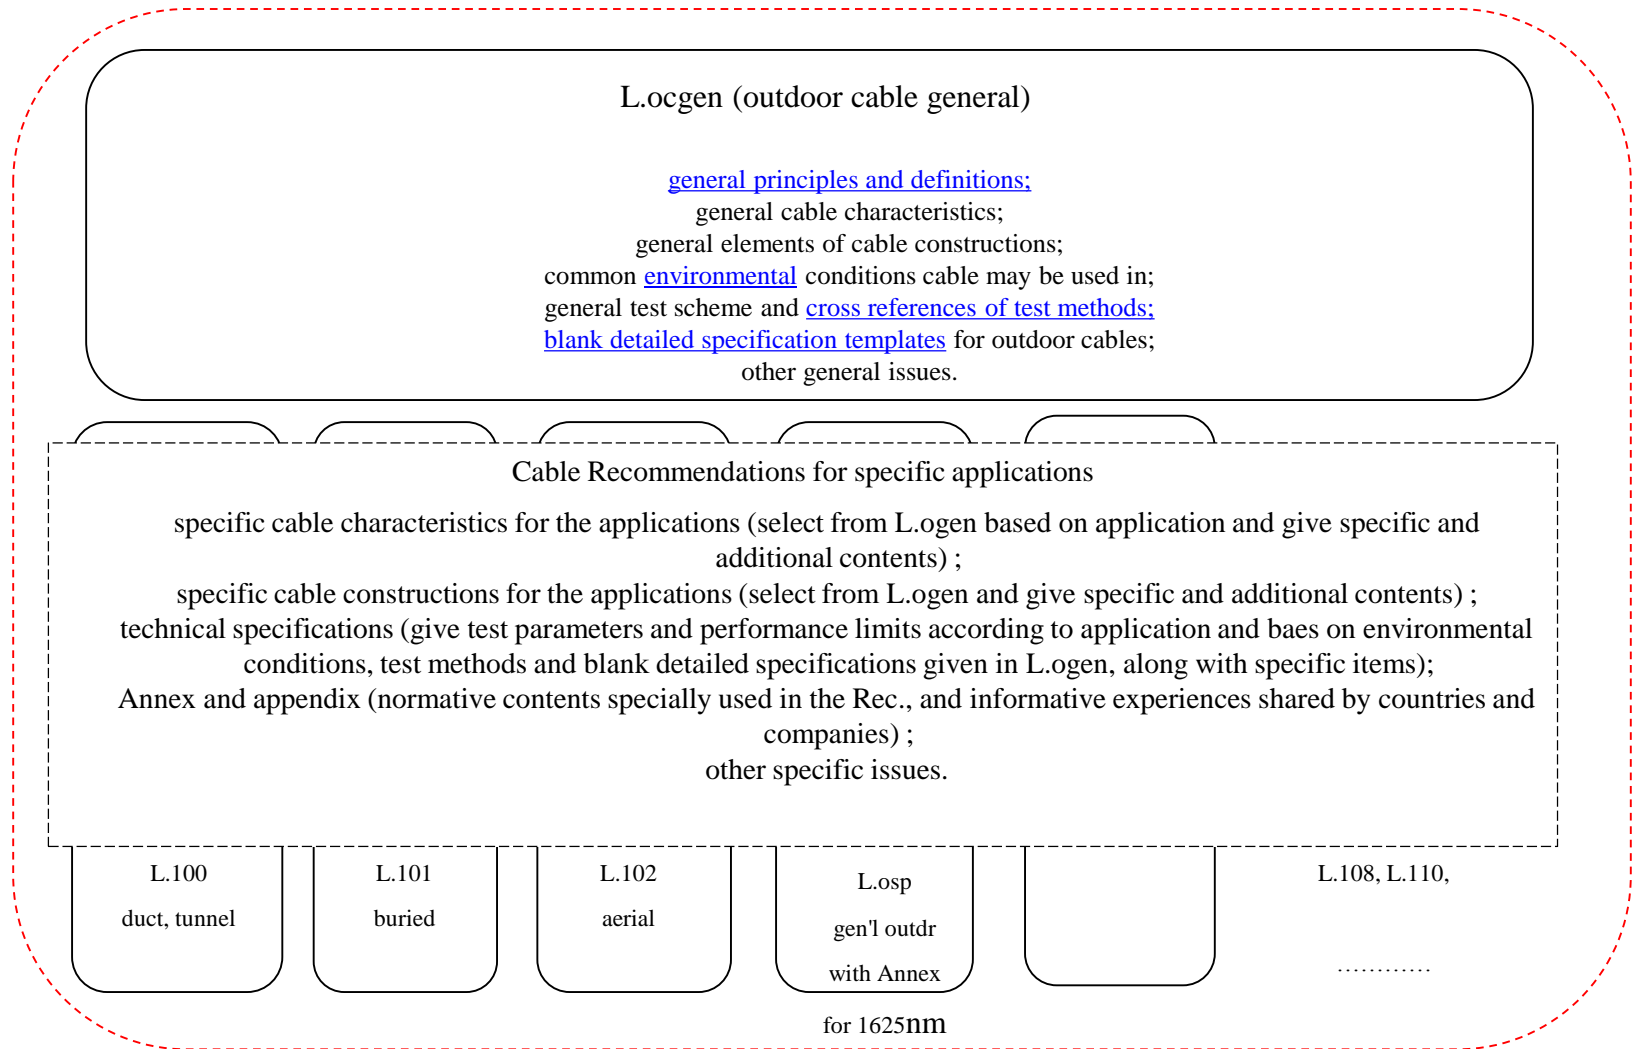 L.ocgen (outdoor cable general)
general principles and definitions;
general cable characteristics;
general elements of cable constructions;
common environmental conditions cable may be used in;
general test scheme and cross references of test methods;
blank detailed specification templates for outdoor cables;
other general issues.
Cable Recommendations for specific applications
specific cable characteristics for the applications (select from L.ogen based on application and give specific and
additional contents) ;
specific cable constructions for the applications (select from L.ogen and give specific and additional contents) ;
technical specifications (give test parameters and performance limits according to application and baes on environmental
conditions, test methods and blank detailed specifications given in L.ogen, along with specific items);
Annex and appendix (normative contents specially used in the Rec., and informative experiences shared by countries and
companies) ;
other specific issues.
L.100
duct, tunnel
L.101
buried
L.102
aerial
L.osp
gen'l outdr
with Annex
for 1625nm
L.108, L.110,
…………